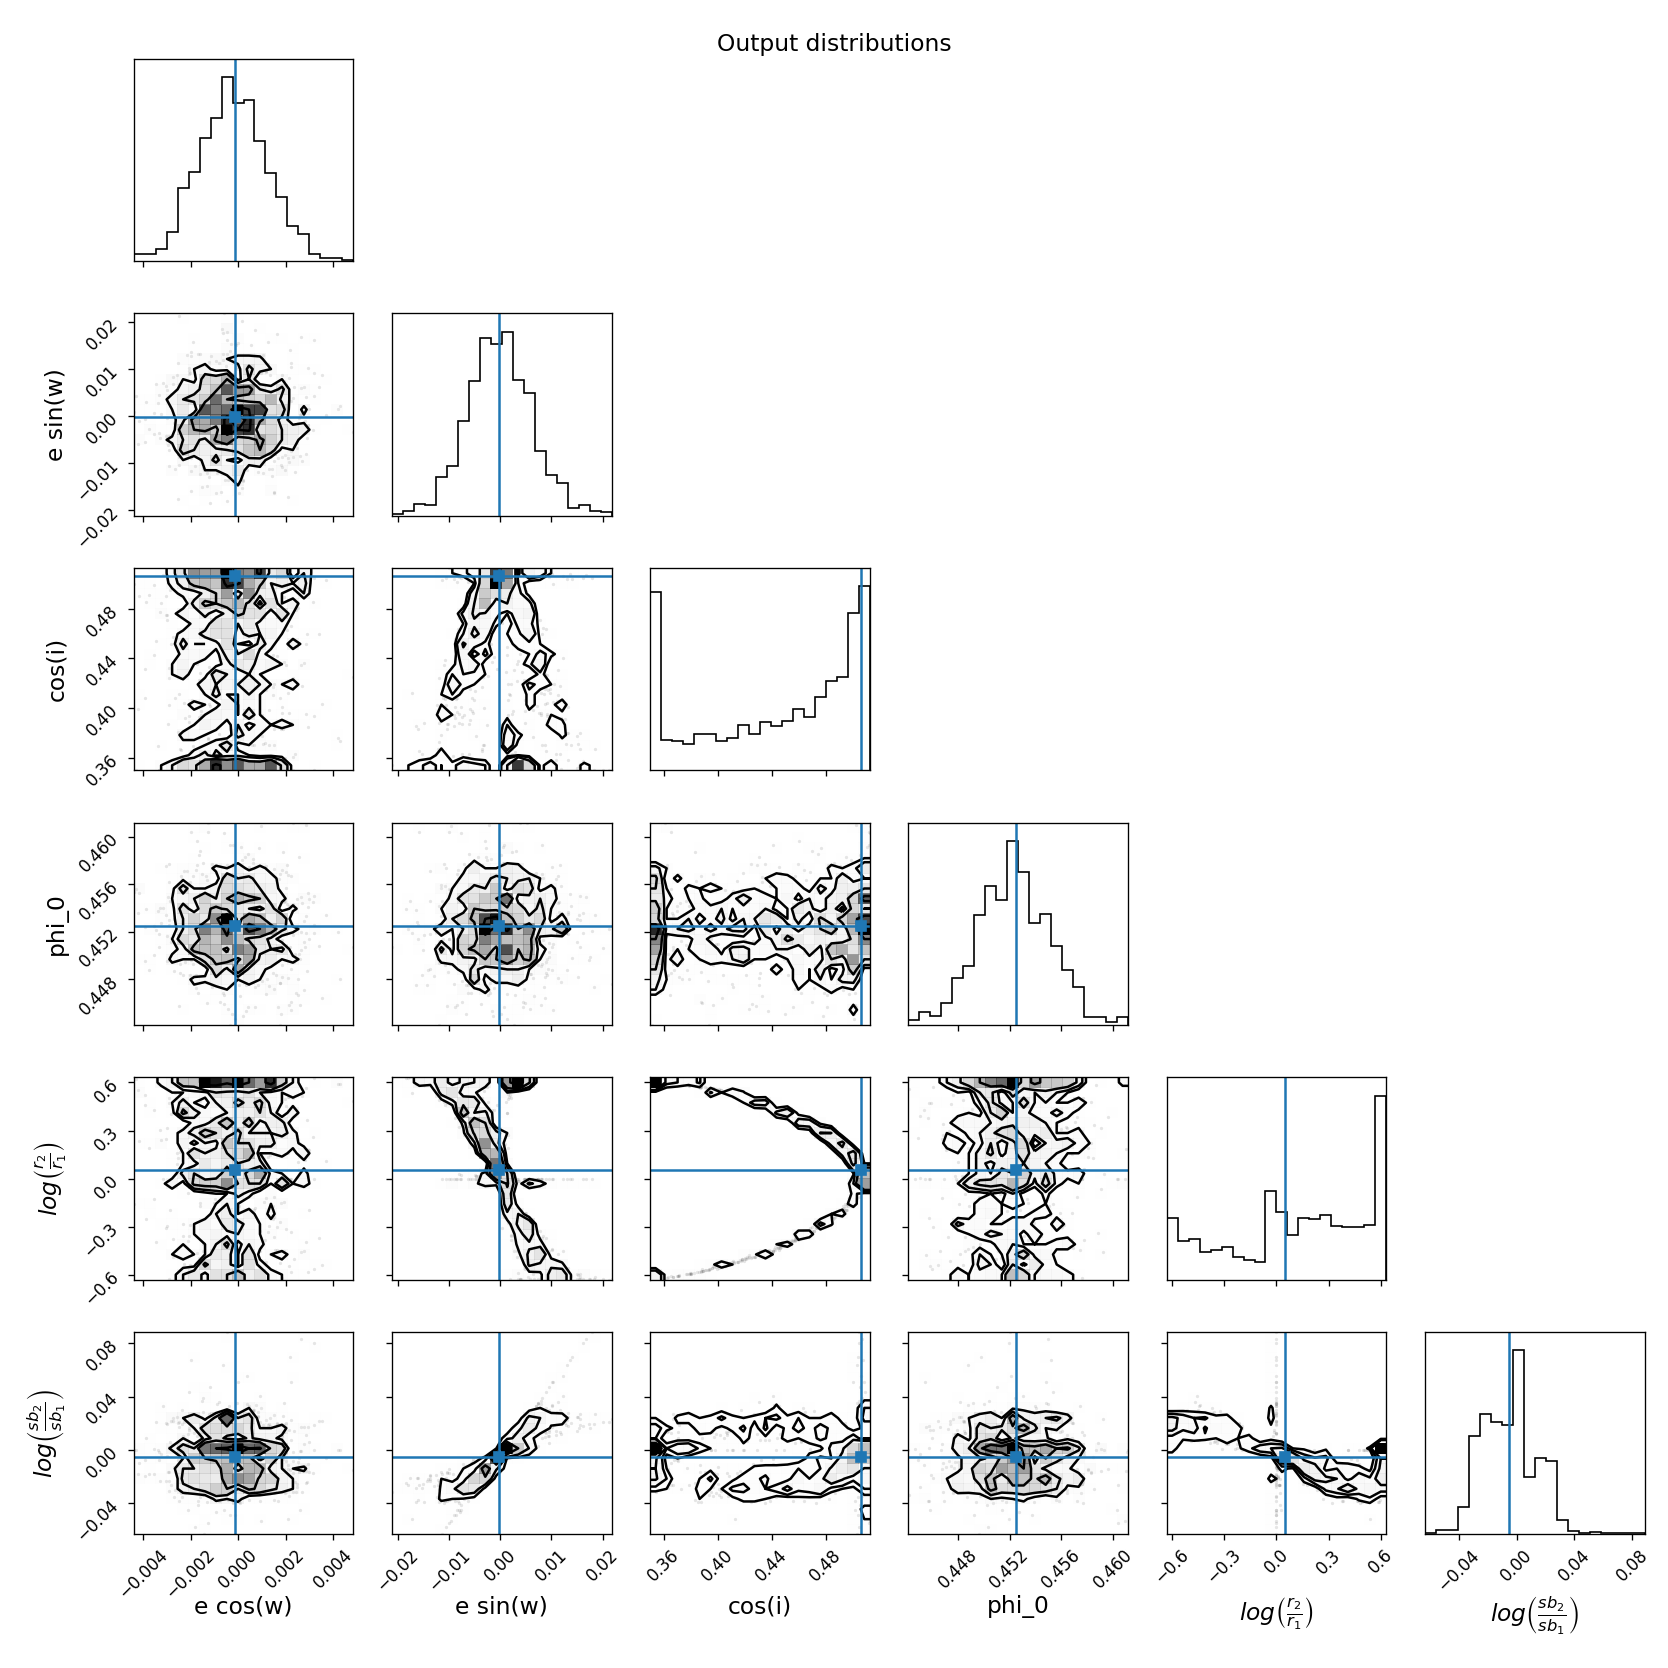 Output distributions
e sin(w)
0.02
0.01
0.00
−0.01
−0.02
cos(i)
0.48
0.44
0.40
0.36
phi_0
0.460
0.456
0.452
0.448
log(r2/r1)
0.6
0.3
0.0
−0.3
−0.6
log(sb2/sb1)
0.08
0.04
0.00
−0.04
−0.004 −0.002 0.000 0.002 0.004
−0.02 −0.01 0.00 0.01 0.02
0.36 0.40 0.44 0.48
0.448 0.452 0.456 0.460
−0.6 −0.3 0.0 0.3 0.6
−0.04 0.00 0.04 0.08
e cos(w)
e sin(w)
cos(i)
phi_0
log(r2/r1)
log(sb2/sb1)